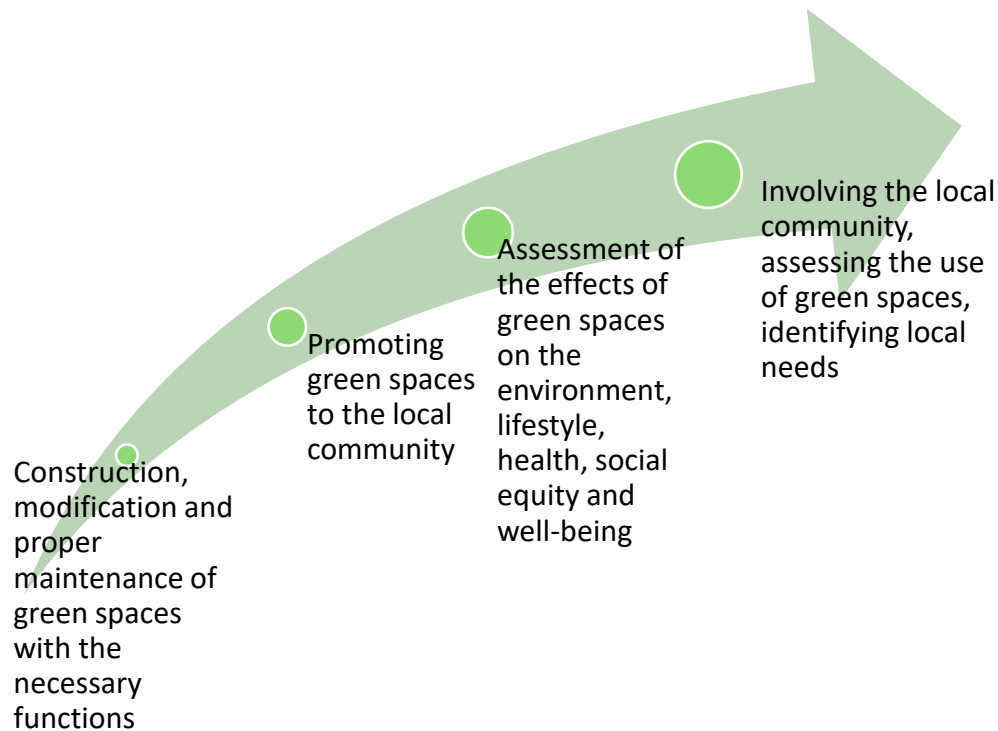 Construction,
modification and
proper
maintenance of
green spaces
with the
necessary
functions
Promoting
green spaces
to the local
community
Assessment of
the effects of
green spaces
on the
environment,
lifestyle,
health, social
equity and
well-being
Involving the local
community,
assessing the use
of green spaces,
identifying local
needs